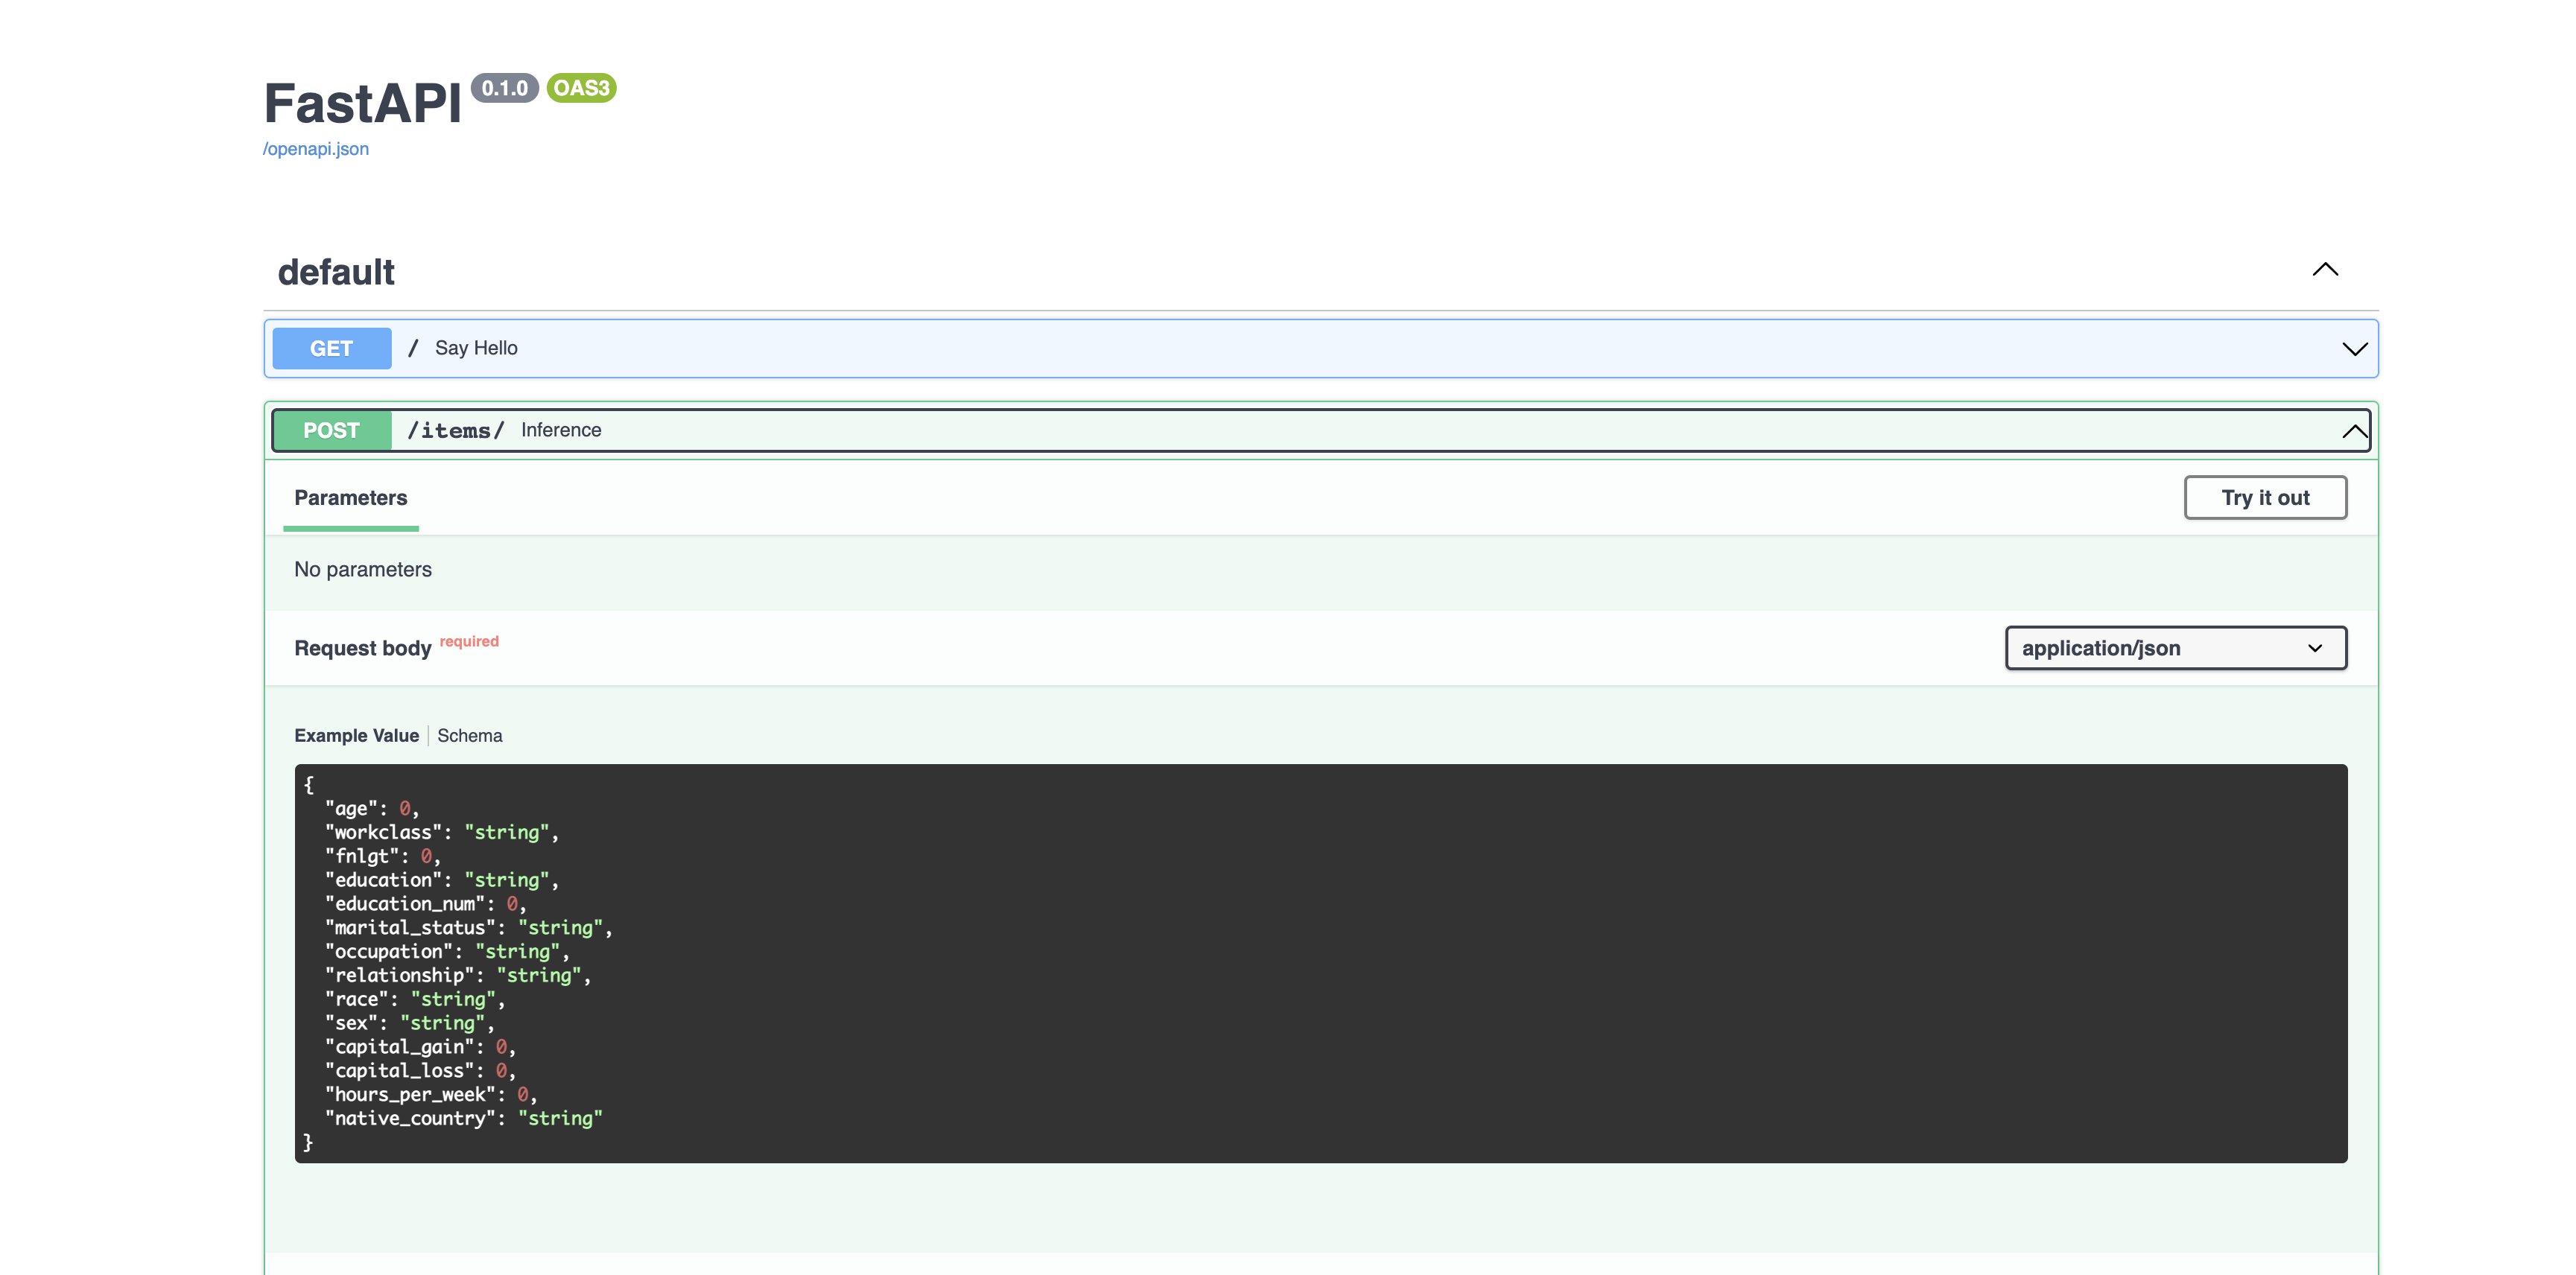 FastAPI 0.1.0 OAS3
/openapi.json
default
GET / Say Hello
POST /items/ Inference
Parameters Try it out
No parameters
Request body required application/json
Example Value Schema
{
"age": 0,
"workclass": "string",
"fnlgt": 0,
"education": "string",
"education_num": 0,
"marital_status": "string",
"occupation": "string",
"relationship": "string",
"race": "string",
"sex": "string",
"capital_gain": 0,
"capital_loss": 0,
"hours_per_week": 0,
"native_country": "string"
}